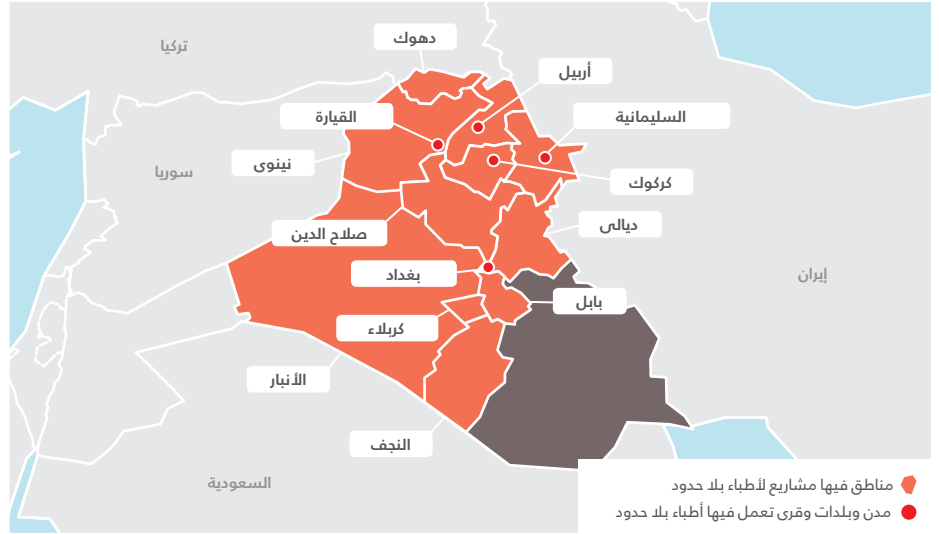 دهوك
تركيا
أربيل
القيارة
السليمانية
نينوى
سوريا
كركوك
صلاح الدين
ديالى
بغداد
إيران
بابل
كربلاء
الأنبار
النجف
السعودية
مناطق فيها مشاريع لأطباء بلا حدود
مدن وبلدات وقرى تعمل فيها أطباء بلا حدود